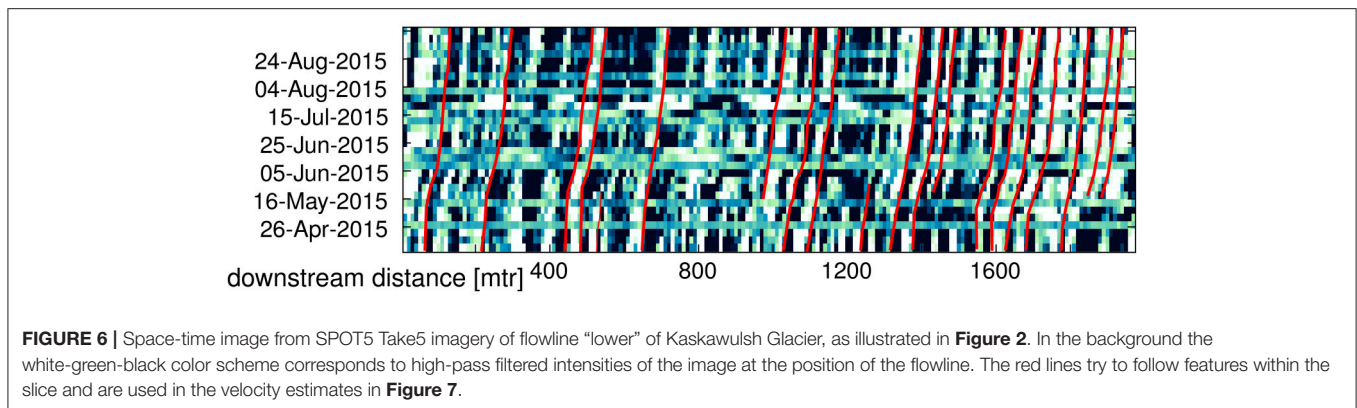 24-Aug-2015
04-Aug-2015
15-Jul-2015
25-Jun-2015
05-Jun-2015
16-May-2015
26-Apr-2015
downstream distance [mtr] 400 800 1200 1600
FIGURE 6 | Space-time image from SPOT5 Take5 imagery of flowline “lower” of Kaskawulsh Glacier, as illustrated in Figure 2. In the background the
white-green-black color scheme corresponds to high-pass filtered intensities of the image at the position of the flowline. The red lines try to follow features within the
slice and are used in the velocity estimates in Figure 7.